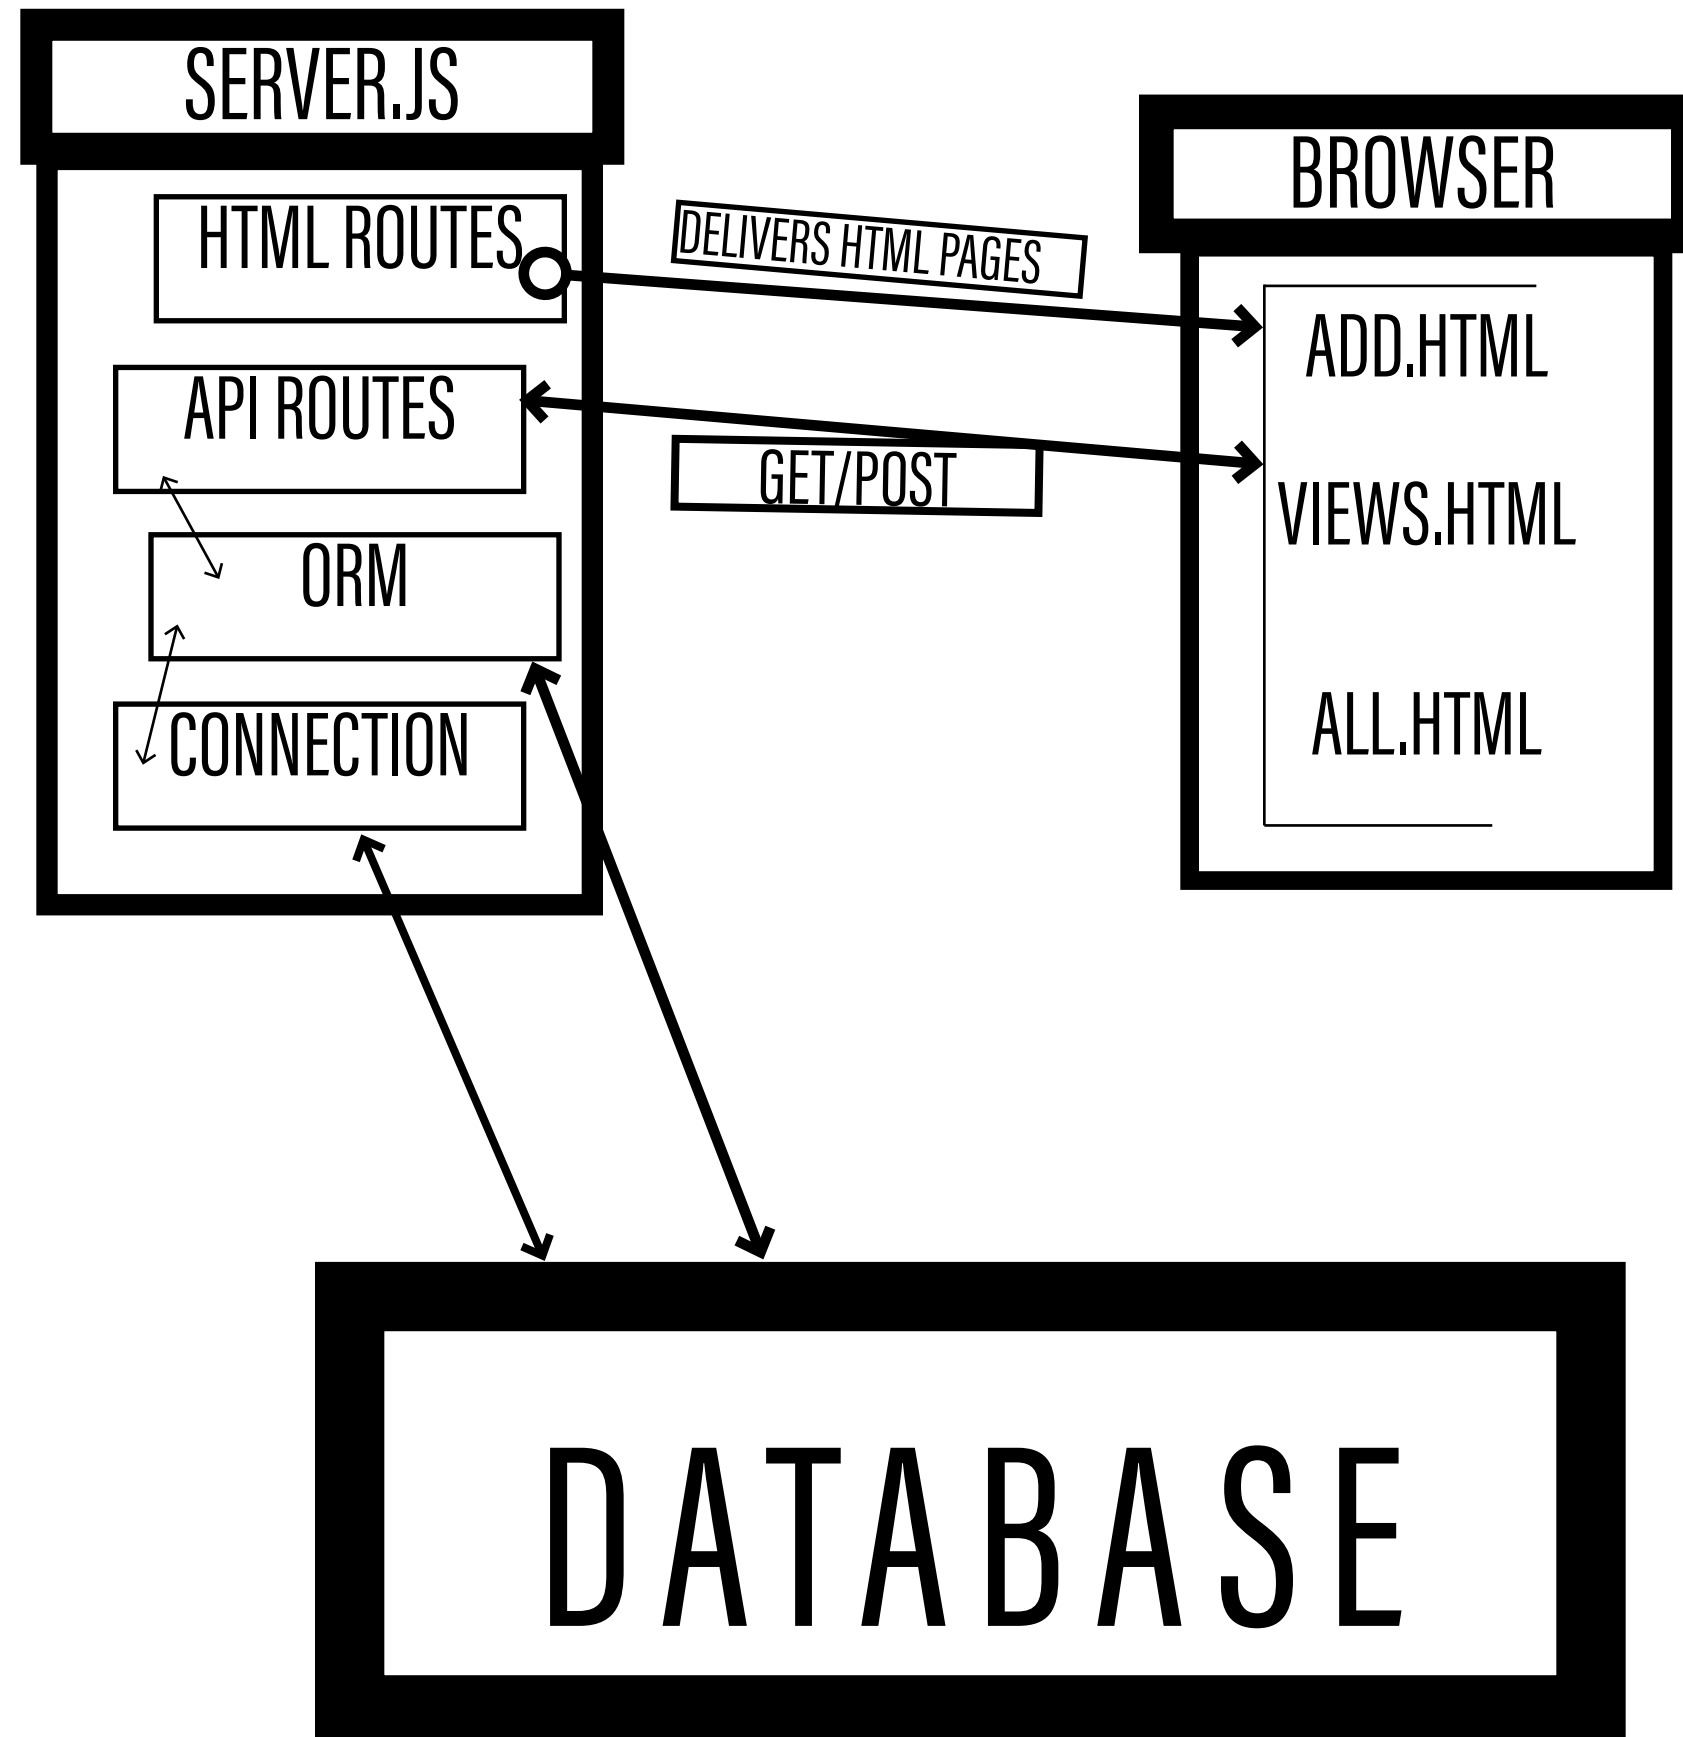 SERVER.JS
HTML ROUTES
API ROUTES
ORM
CONNECTION
DELIVERS HTML PAGES
GET/POST
BROWSER
ADD.HTML
VIEWS.HTML
ALL.HTML
DATABASE